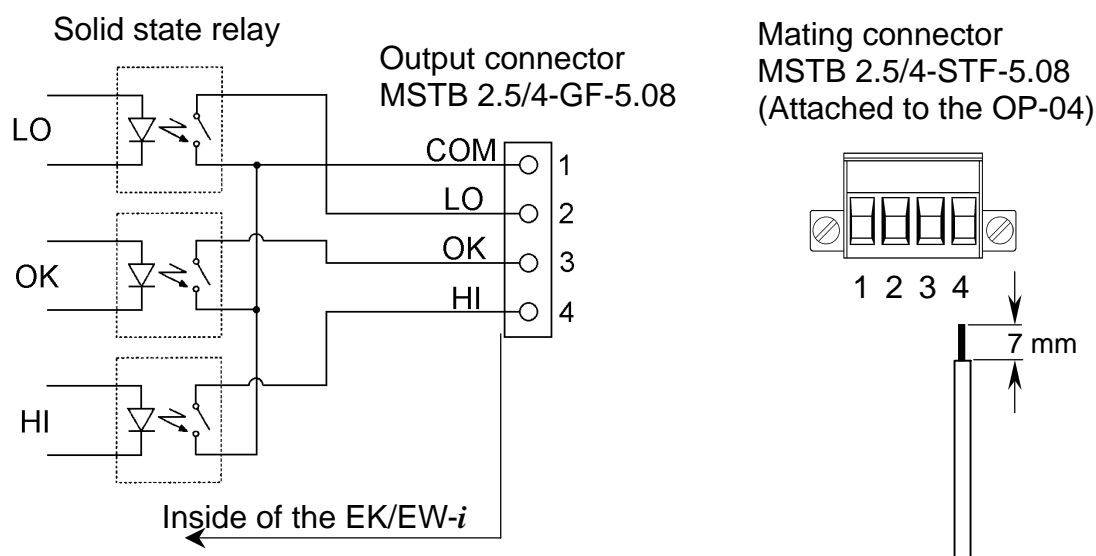 Solid state relay
Output connector
MSTB 2.5/4-GF-5.08
Mating connector
MSTB 2.5/4-STF-5.08
(Attached to the OP-04)
LO
OK
HI
COM
LO
OK
HI
1
2
3
4
1 2 3 4
7 mm
Inside of the EK/EW-i